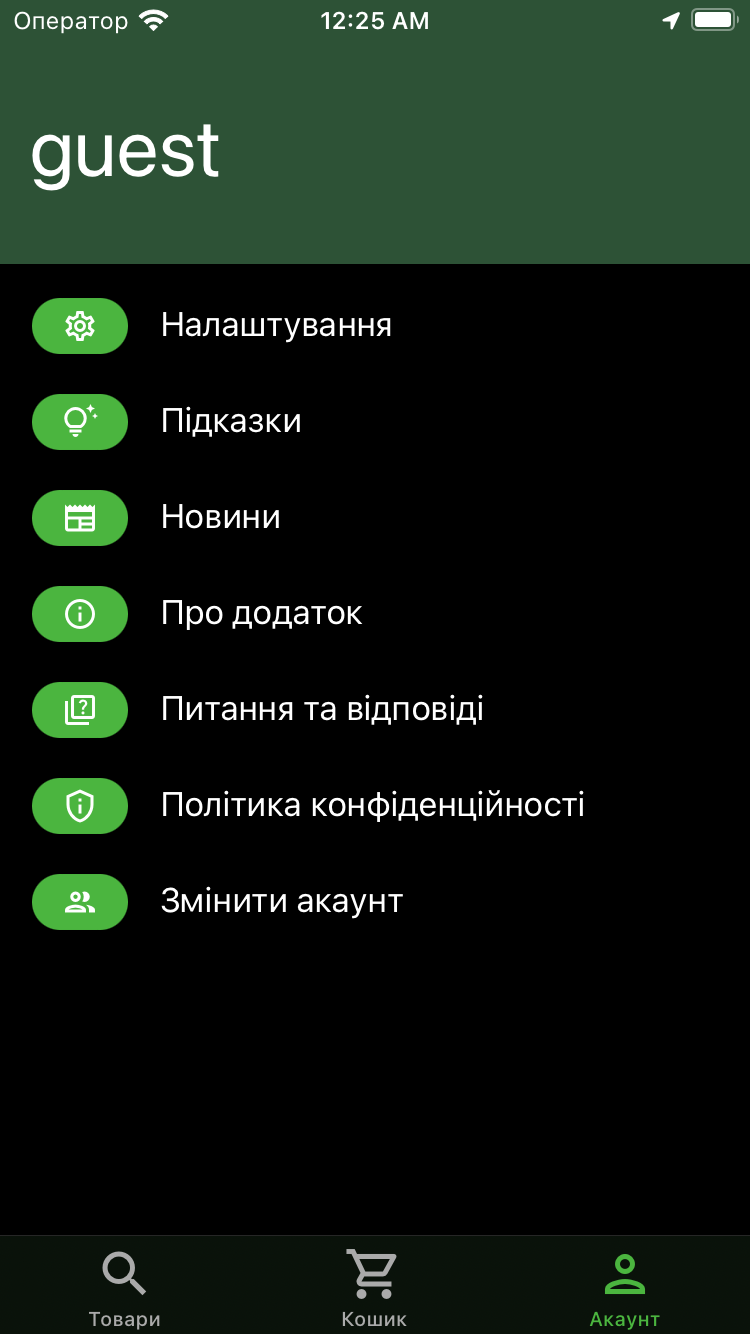 Оператор 12:25 AM
guest
Налаштування
Підказки
Новини
Про додаток
Питання та відповіді
Політика конфіденційності
Змінити акаунт
Товари Кошик Акаунт